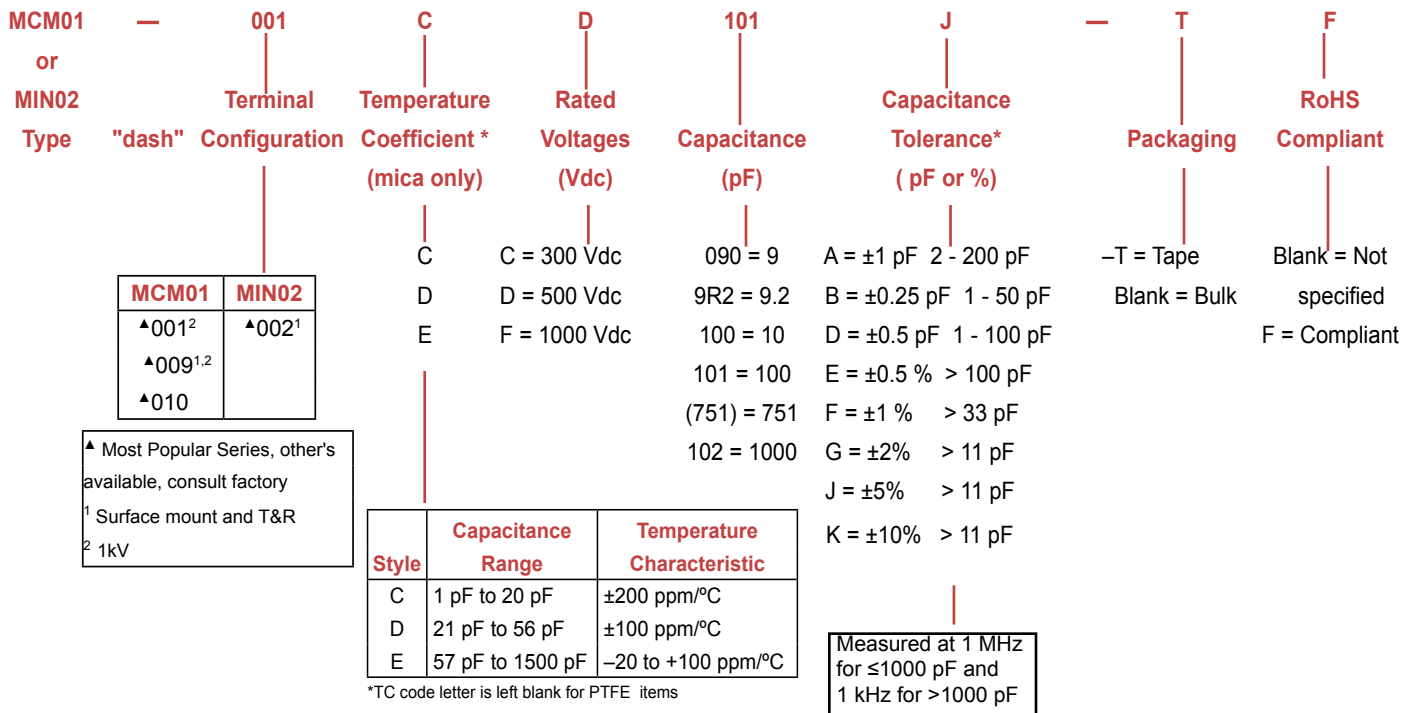 MCM01 — 001 C D 101 J — T F
or
MIN02 Terminal Temperature Rated Capacitance RoHS
Type "dash" Configuration Coefficient * Voltages Capacitance Tolerance* Packaging Compliant
(mica only) (Vdc) (pF) ( pF or %)
C C = 300 Vdc 090 = 9 A = ±1 pF 2 - 200 pF –T = Tape Blank = Not
D D = 500 Vdc 9R2 = 9.2 B = ±0.25 pF 1 - 50 pF Blank = Bulk specified
E F = 1000 Vdc 100 = 10 D = ±0.5 pF 1 - 100 pF F = Compliant
101 = 100 E = ±0.5 % > 100 pF
(751) = 751 F = ±1 % > 33 pF
102 = 1000 G = ±2% > 11 pF
J = ±5% > 11 pF
K = ±10% > 11 pF
MCM01 MIN02
▲001² ▲002¹
▲009¹,²
▲010
▲ Most Popular Series, other's
available, consult factory
¹ Surface mount and T&R
² 1kV
Capacitance Temperature
Style Range Characteristic
C 1 pF to 20 pF ±200 ppm/ºC
D 21 pF to 56 pF ±100 ppm/ºC
E 57 pF to 1500 pF –20 to +100 ppm/ºC
*TC code letter is left blank for PTFE items
Measured at 1 MHz
for ≤1000 pF and
1 kHz for >1000 pF